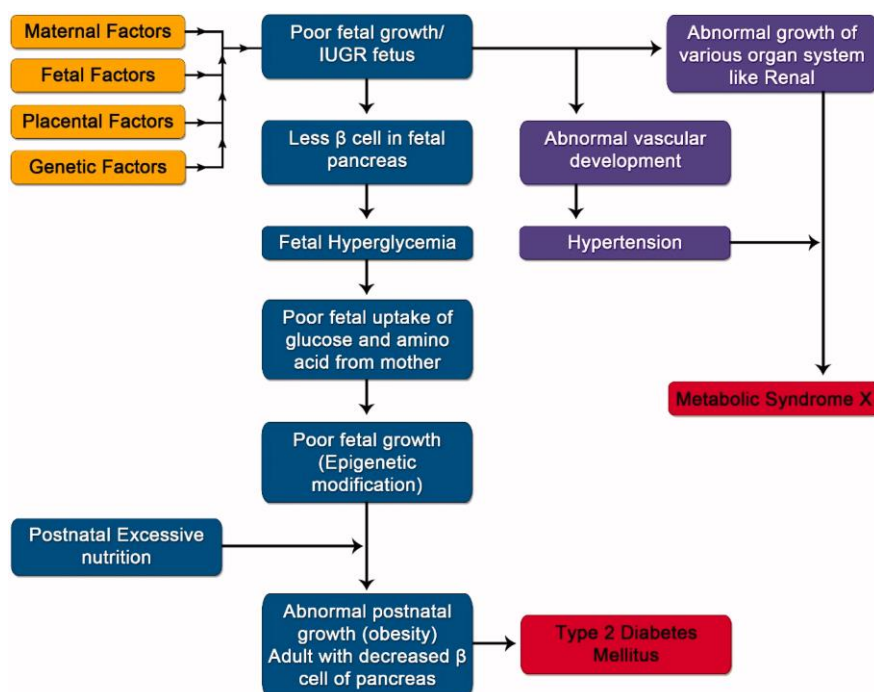 Maternal Factors
Fetal Factors
Placental Factors
Genetic Factors
Poor fetal growth/
IUGR fetus
Abnormal growth of
various organ system
like Renal
Less β cell in fetal
pancreas
Abnormal vascular
development
Fetal Hyperglycemia
Hypertension
Poor fetal uptake of
glucose and amino
acid from mother
Metabolic Syndrome X
Poor fetal growth
(Epigenetic
modification)
Postnatal Excessive
nutrition
Abnormal postnatal
growth (obesity)
Adult with decreased β
cell of pancreas
Type 2 Diabetes
Mellitus